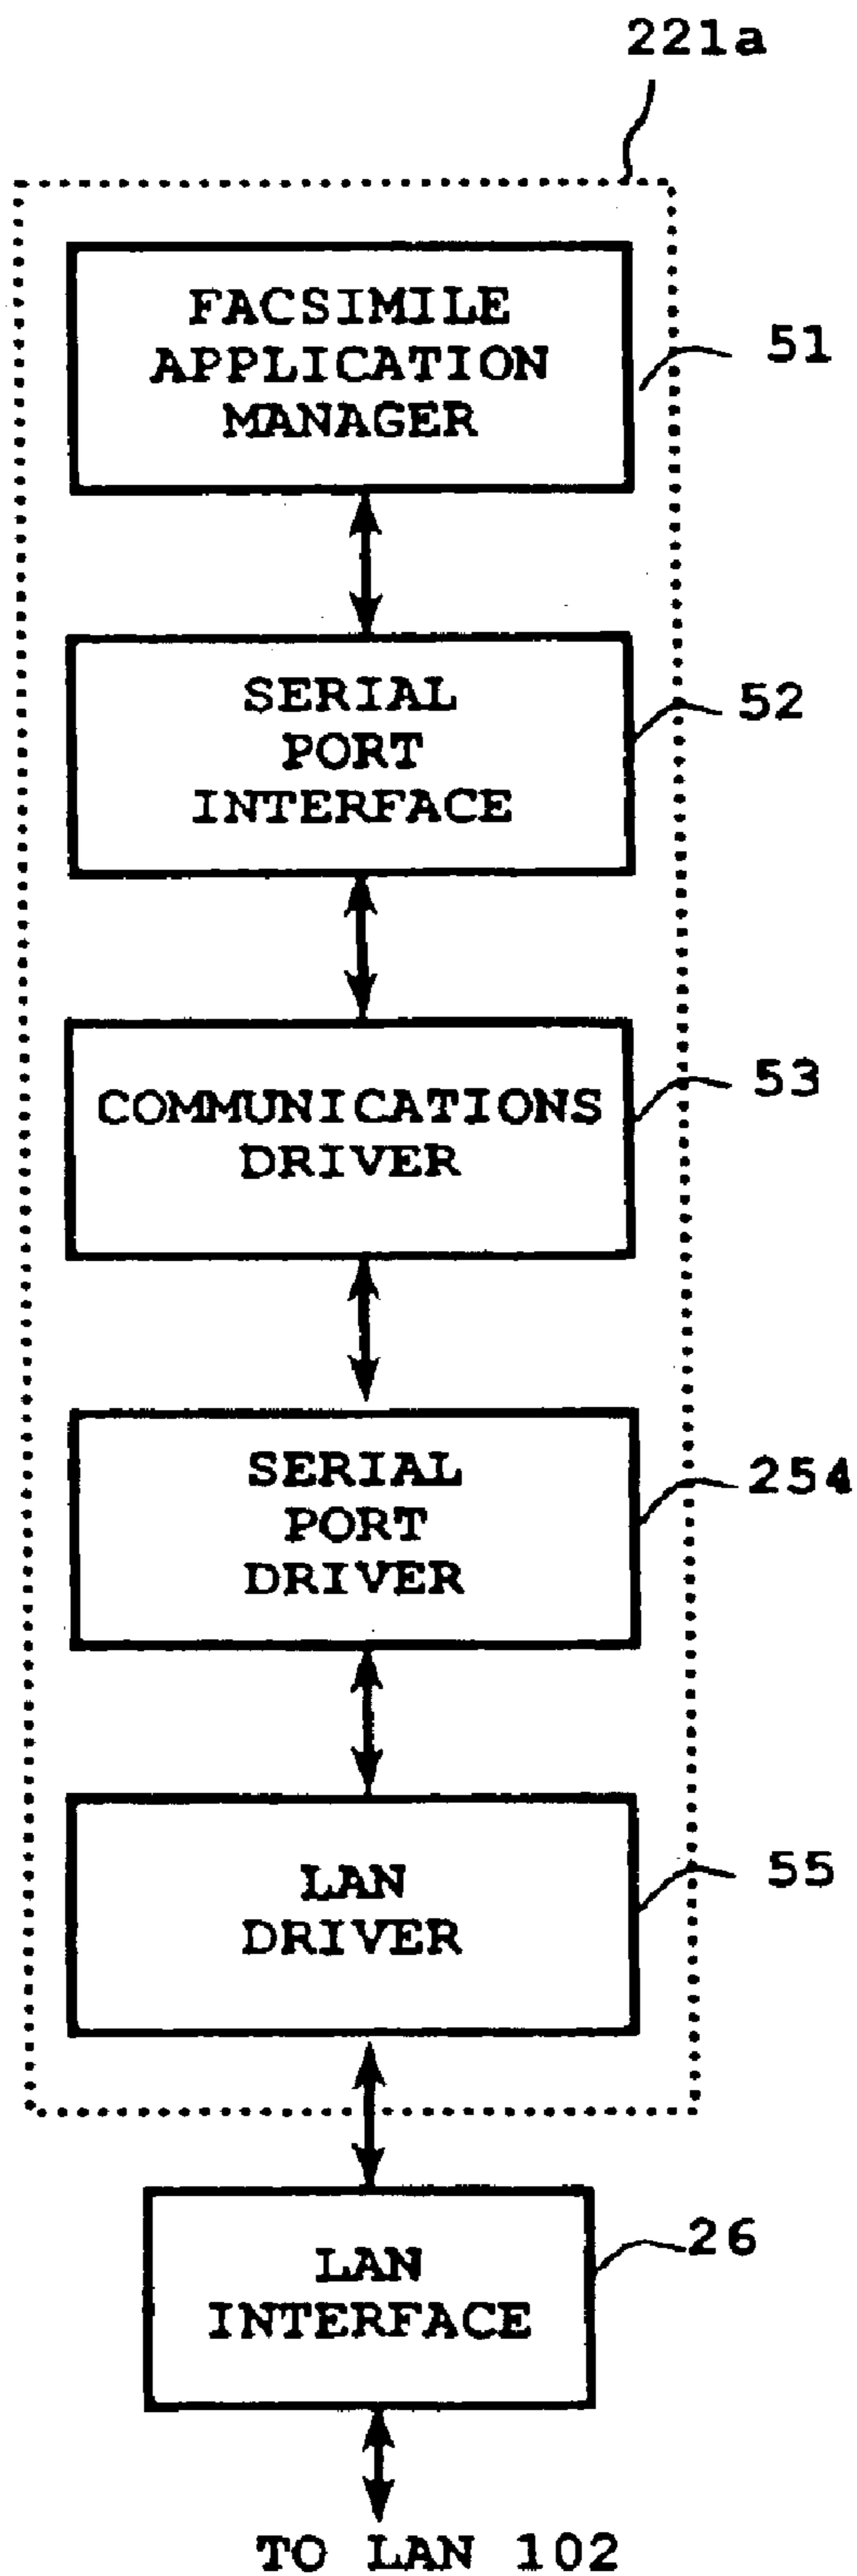 221a
FACSIMILE
APPLICATION
MANAGER
51
SERIAL
PORT
INTERFACE
52
COMMUNICATIONS
DRIVER
53
SERIAL
PORT
DRIVER
254
LAN
DRIVER
55
LAN
INTERFACE
26
TO LAN 102